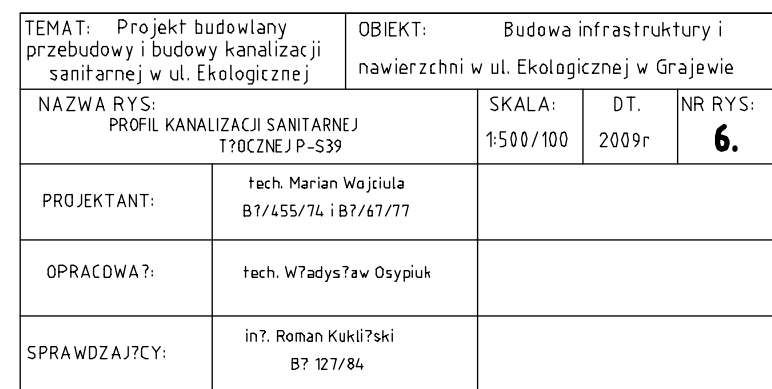 TEMAT: Projekt budowlany
przebudowy i budowy kanalizacji
sanitarnej w ul. Ekologicznej
OBIEKT: Budowa infrastruktury i
nawierzchni w ul. Ekologicznej w Grajewie
NAZWA RYS:
PROFIL KANALIZACJI SANITARNEJ
T?OCZNEJ P-S39
SKALA:
1:500/100
DT.
2009r
NR RYS:
6.
PROJEKTANT:
tech. Marian Wojciula
B?/455/74 i B?/67/77
OPRACOWA?:
tech. W?adys?aw Osypiuk
SPRAWDZAJ?CY:
in?. Roman Kukli?ski
B? 127/84